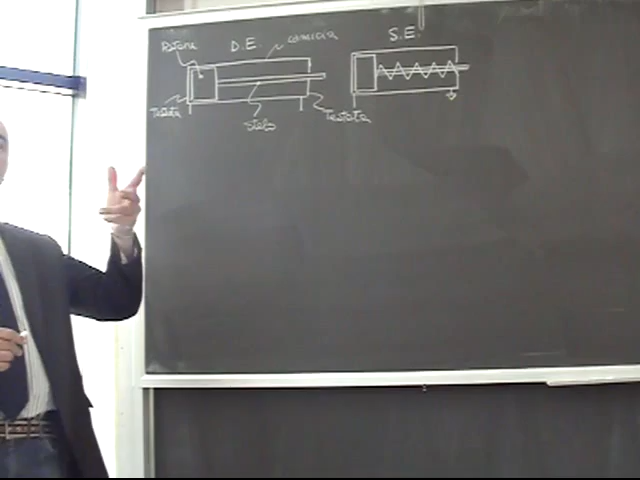 D.E.
camicia
S.E.
Pistone
Testata
stelo
Testata